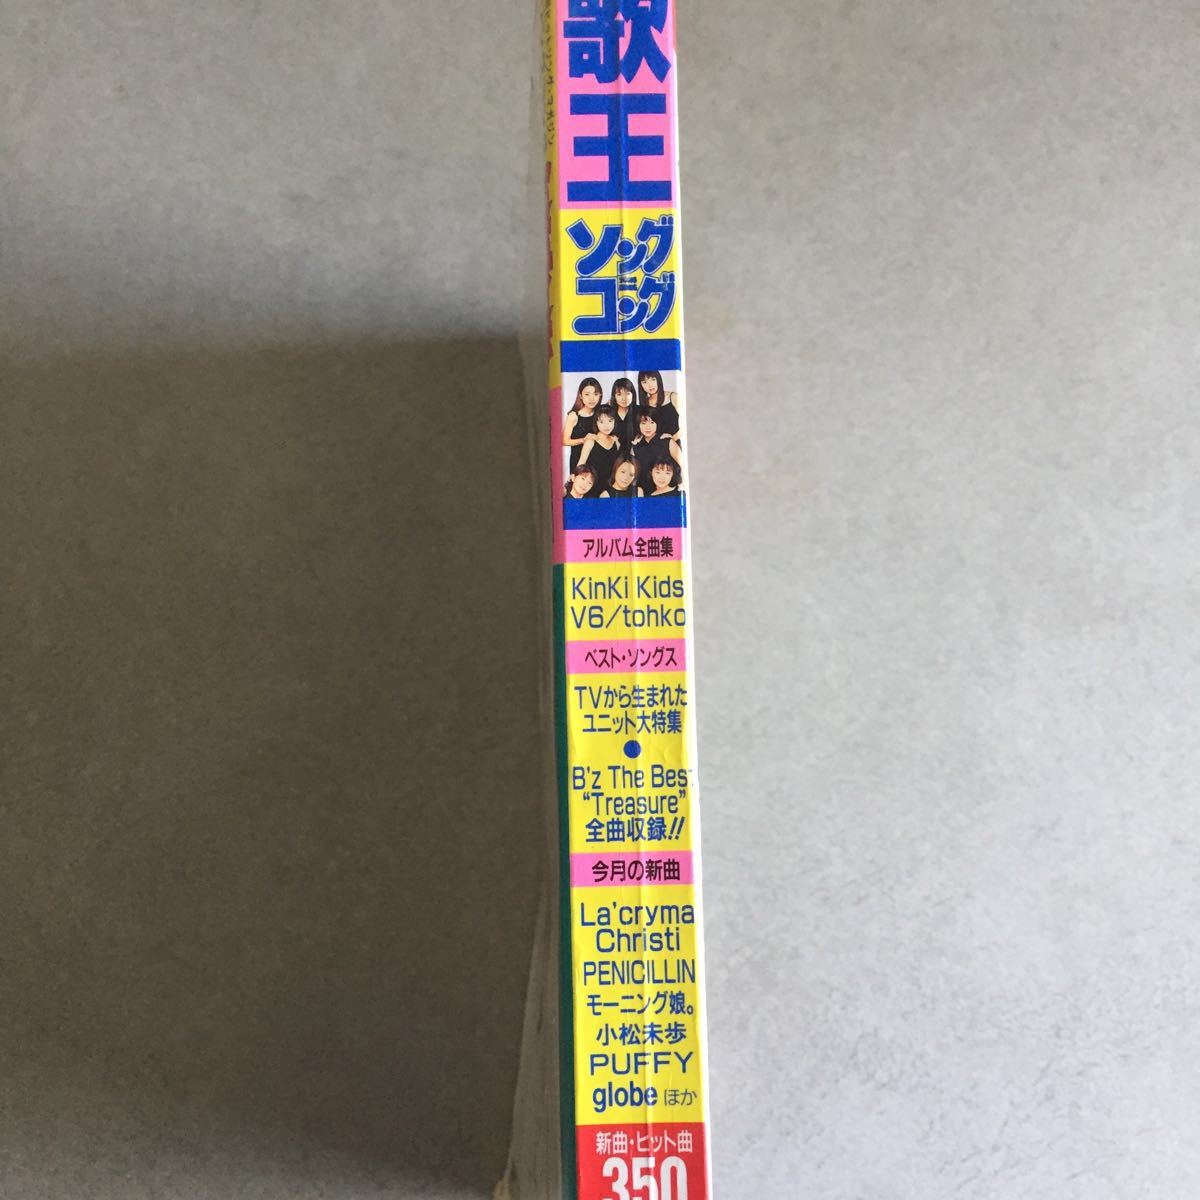 歌王
ソング
コング
アルバム全曲集
KinKi Kids
V6/tohko
ベスト・ソングス
TVから生まれた
ユニット大特集
●
B'z The Best
"Treasure"
全曲収録!!
今月の新曲
La'cryma
Christi
PENICILLIN
モーニング娘。
小松未歩
PUFFY
globe ほか
新曲・ヒット曲
350